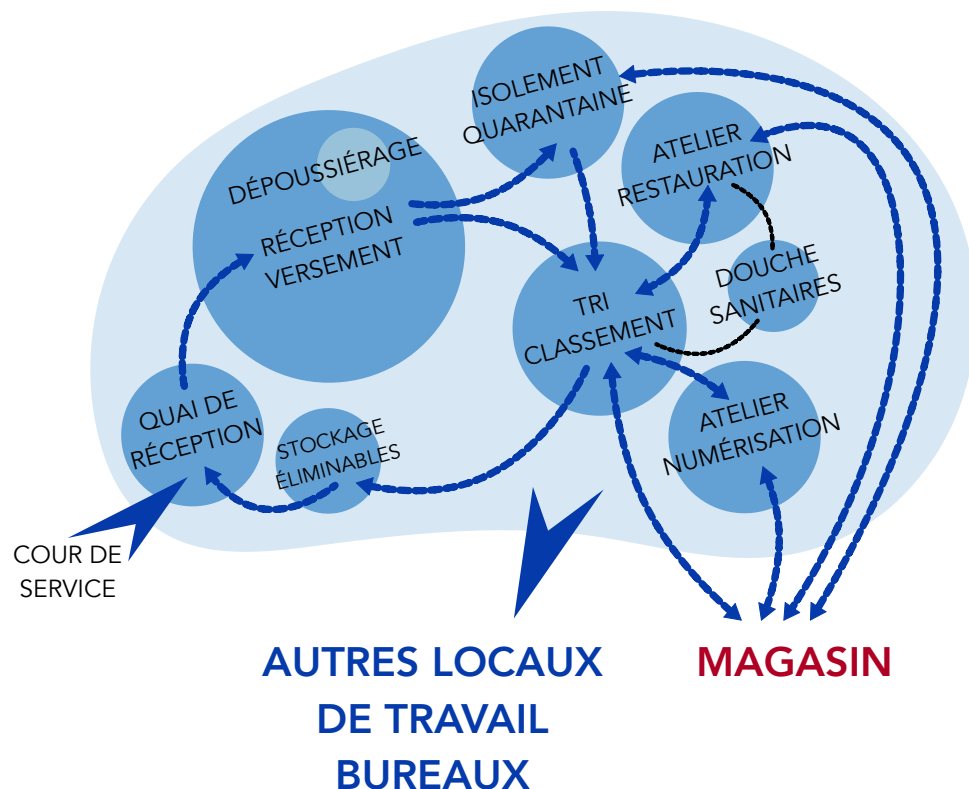 ISOLEMENT
QUARANTAINE
DÉPOUSSIÉRAGE
RÉCEPTION
VERSEMENT
ATELIER
RESTAURATION
DOUCHE
SANITAIRES
TRI
CLASSEMENT
QUAI DE
RÉCEPTION
STOCKAGE
ÉLIMINABLES
ATELIER
NUMÉRISATION
COUR DE
SERVICE
AUTRES LOCAUX
DE TRAVAIL
BUREAUX
MAGASIN